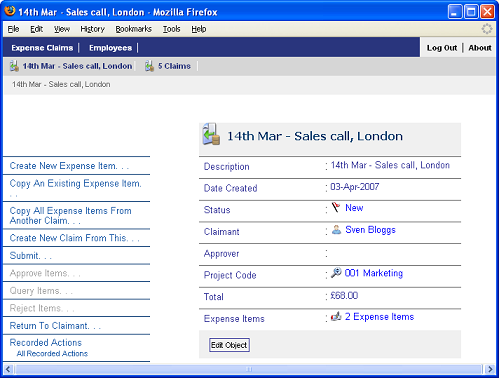 14th Mar - Sales call, London - Mozilla Firefox
File Edit View History Bookmarks Tools Help
Expense Claims Employees Log Out About
14th Mar - Sales call, London 5 Claims
14th Mar - Sales call, London
14th Mar - Sales call, London
Create New Expense Item. . .
Copy An Existing Expense Item.
. .
Copy All Expense Items From
Another Claim. . .
Create New Claim From This. . .
Submit. . .
Approve Items. . .
Query Items. . .
Reject Items. . .
Return To Claimant. . .
Recorded Actions
All Recorded Actions
Description : 14th Mar - Sales call, London
Date Created : 03-Apr-2007
Status : New
Claimant : Sven Bloggs
Approver :
Project Code : 001 Marketing
Total : £68.00
Expense Items : 2 Expense Items
Edit Object